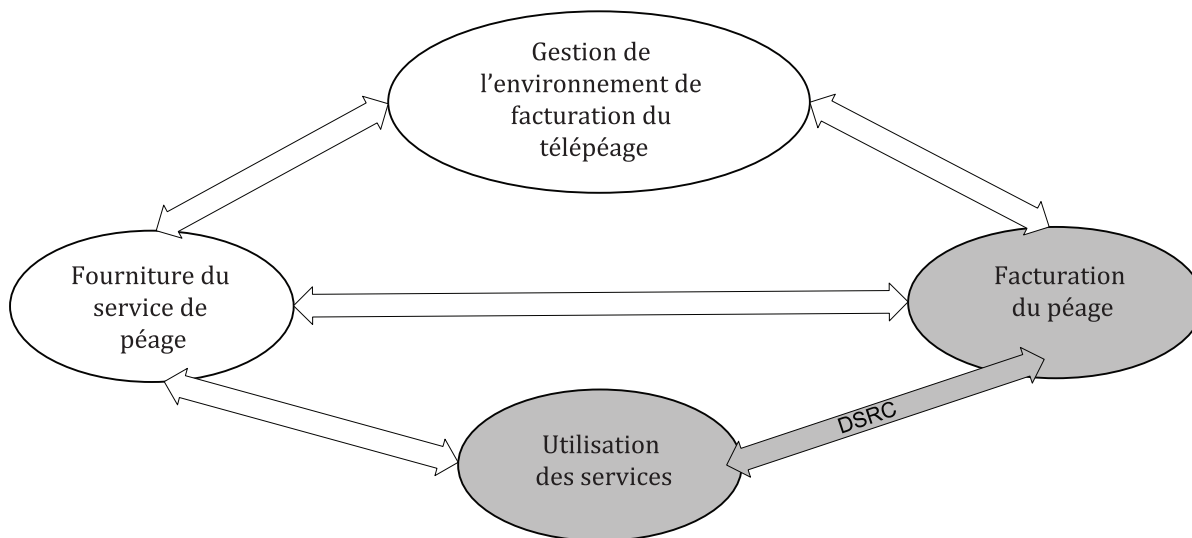 Gestion de
l’environnement de
facturation du
télépéage
Fourniture du
service de
péage
Facturation
du péage
DSRC
Utilisation
des services